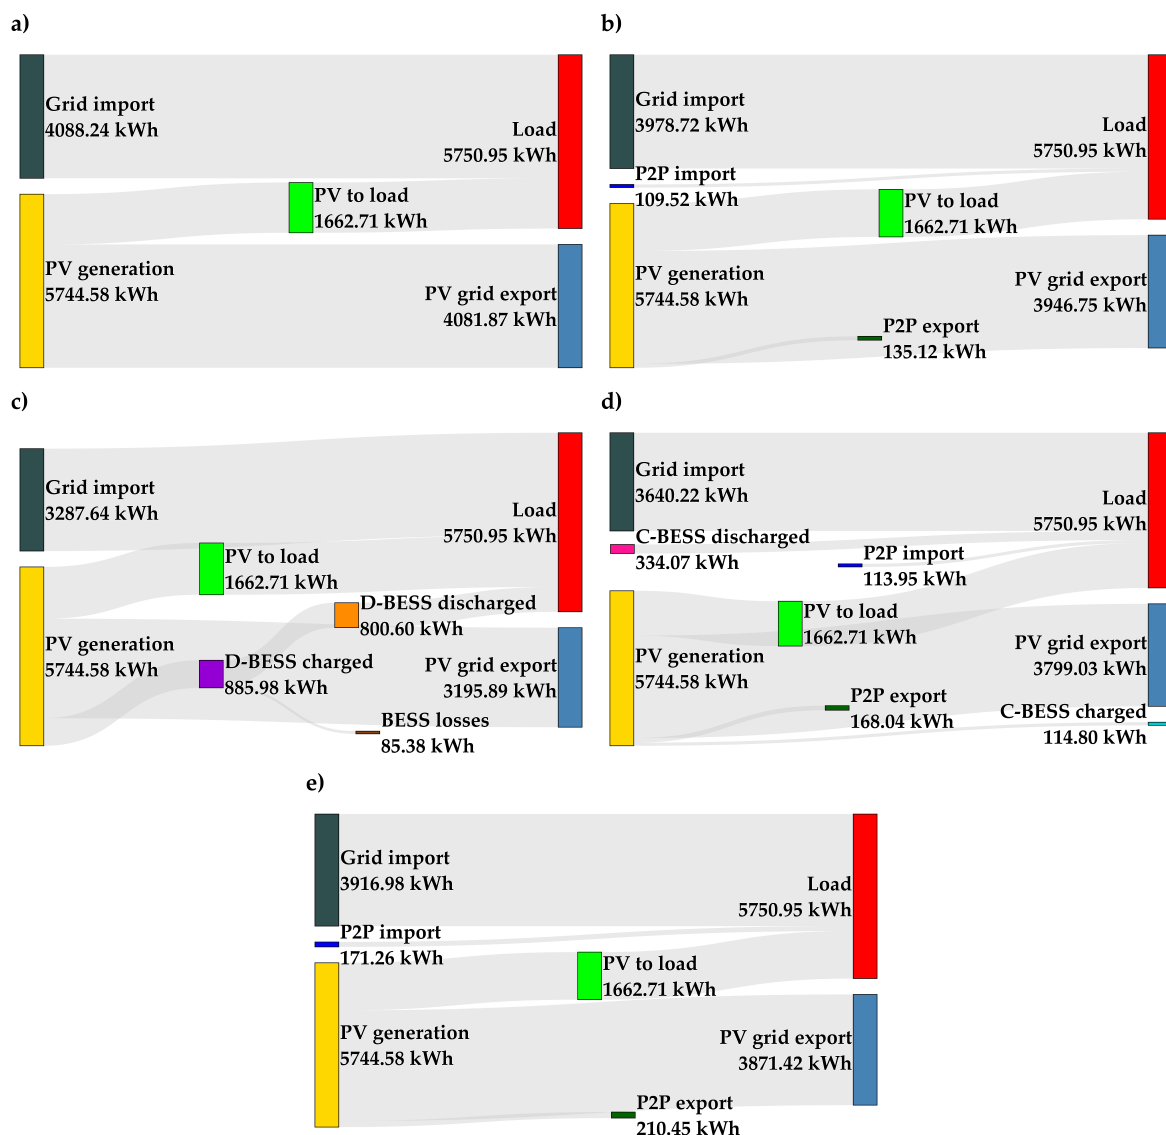 a)
Grid import
4088.24 kWh
Load
5750.95 kWh
PV to load
1662.71 kWh
PV generation
5744.58 kWh
PV grid export
4081.87 kWh
b)
Grid import
3978.72 kWh
Load
5750.95 kWh
P2P import
109.52 kWh
PV to load
1662.71 kWh
PV generation
5744.58 kWh
PV grid export
3946.75 kWh
P2P export
135.12 kWh
c)
Grid import
3287.64 kWh
Load
5750.95 kWh
PV to load
1662.71 kWh
D-BESS discharged
800.60 kWh
PV generation
5744.58 kWh
D-BESS charged
885.98 kWh
PV grid export
3195.89 kWh
BESS losses
85.38 kWh
d)
Grid import
3640.22 kWh
Load
5750.95 kWh
C-BESS discharged
334.07 kWh
P2P import
113.95 kWh
PV to load
1662.71 kWh
PV generation
5744.58 kWh
PV grid export
3799.03 kWh
P2P export
168.04 kWh
C-BESS charged
114.80 kWh
e)
Grid import
3916.98 kWh
Load
5750.95 kWh
P2P import
171.26 kWh
PV to load
1662.71 kWh
PV generation
5744.58 kWh
PV grid export
3871.42 kWh
P2P export
210.45 kWh